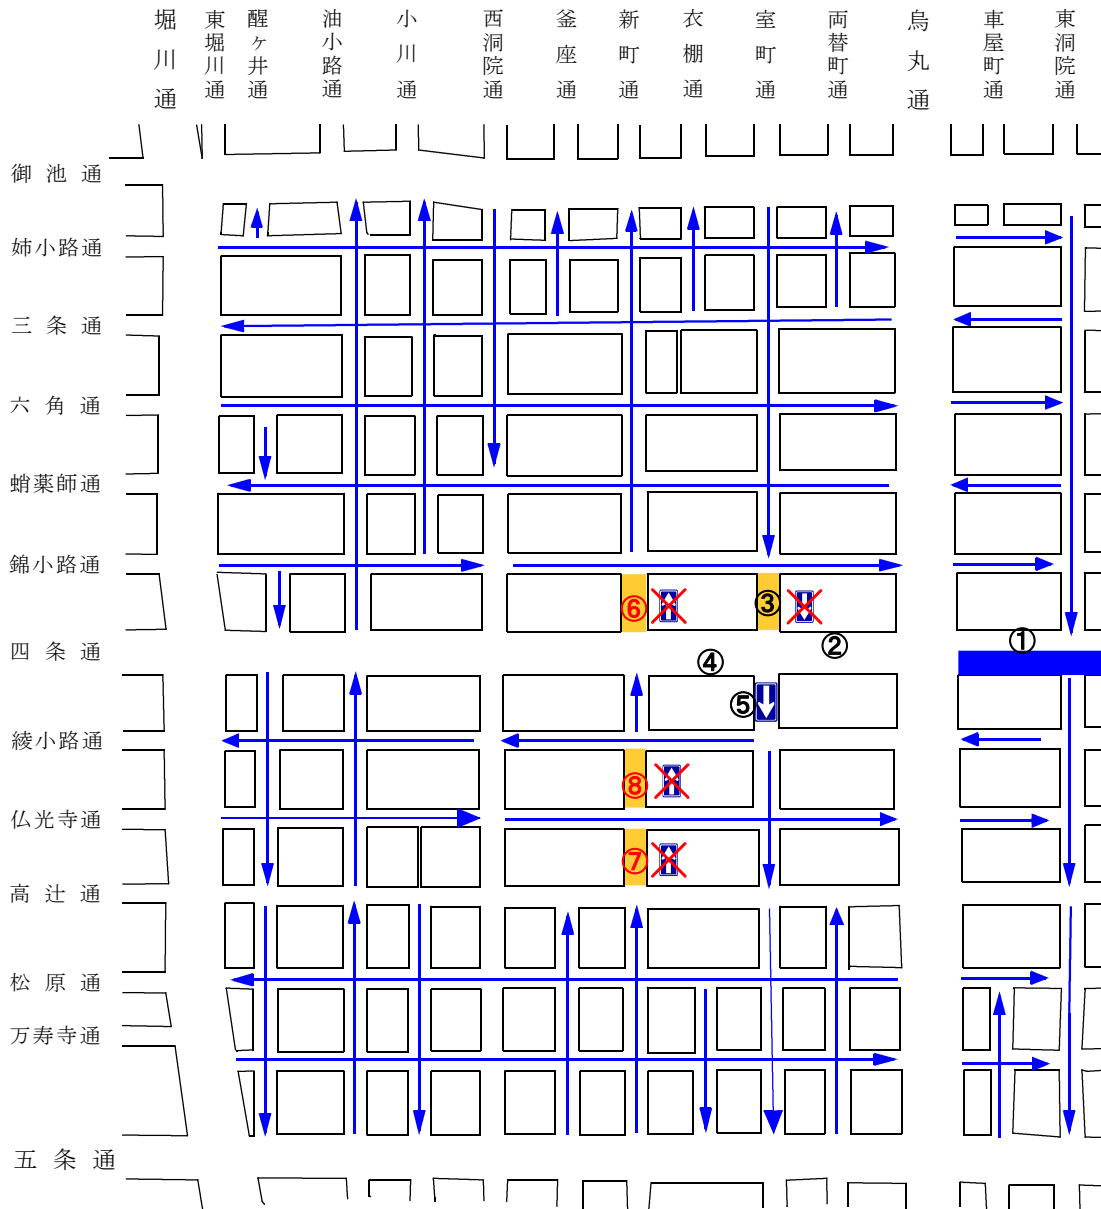 堀川通
東堀川通
醒ヶ井通
油小路通
小川通
西洞院通
釜座通
新町通
衣棚通
室町通
両替町通
烏丸通
車屋町通
東洞院通
御池通
姉小路通
三条通
六角通
蛸薬師通
錦小路通
⑥
③
四条通
④
②
①
⑤
綾小路通
⑧
仏光寺通
⑦
高辻通
松原通
万寿寺通
五条通